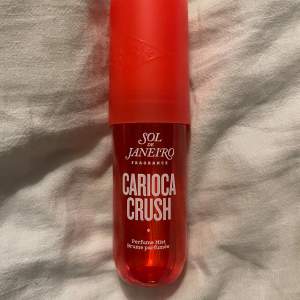 SOL
DE
JANEIRO
FRAGRANCE
CARIOCA
CRUSH
Perfume Mist
Brume parfumée